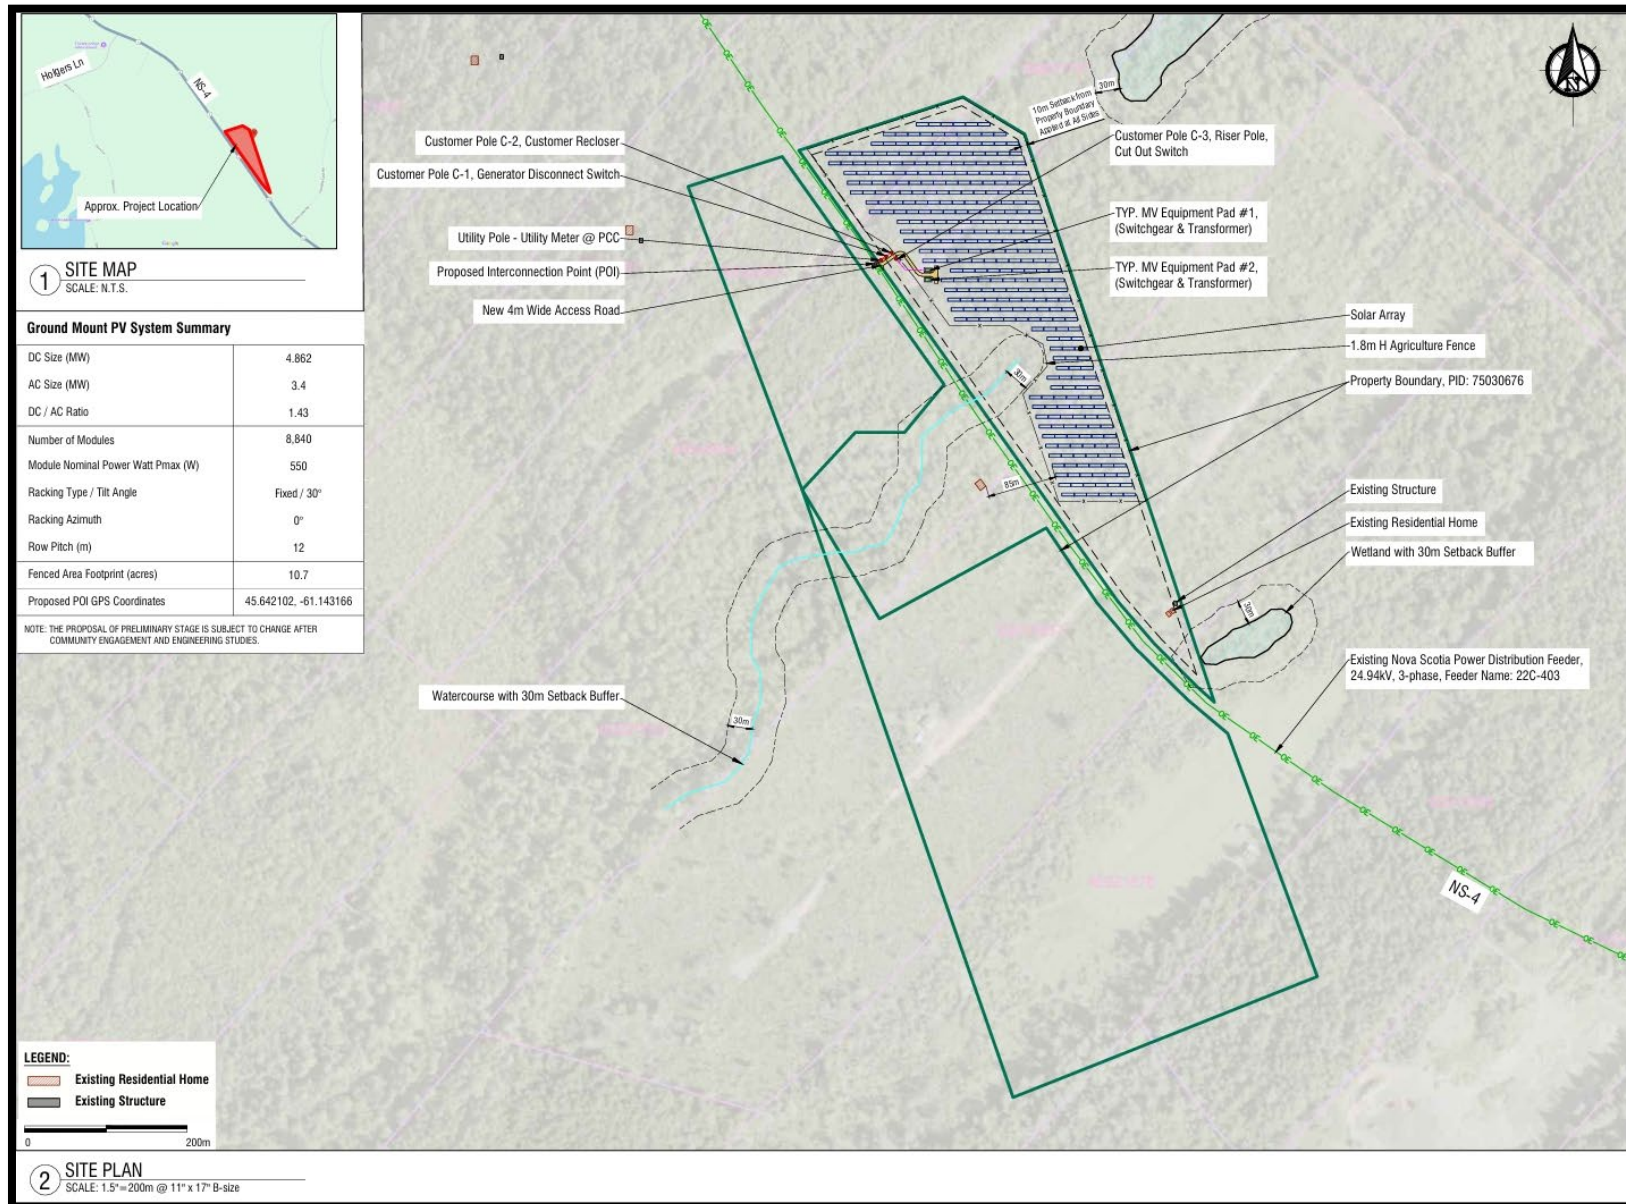 Holgers Ln
NS-4
Approx. Project Location
Google
1
SITE MAP
SCALE: N.T.S.
Ground Mount PV System Summary
DC Size (MW) 4.862
AC Size (MW) 3.4
DC / AC Ratio 1.43
Number of Modules 8,840
Module Nominal Power Watt Pmax (W) 550
Racking Type / Tilt Angle Fixed / 30°
Racking Azimuth 0°
Row Pitch (m) 12
Fenced Area Footprint (acres) 10.7
Proposed POI GPS Coordinates 45.642102, -61.143166
NOTE: THE PROPOSAL OF PRELIMINARY STAGE IS SUBJECT TO CHANGE AFTER
COMMUNITY ENGAGEMENT AND ENGINEERING STUDIES.
Customer Pole C-2, Customer Recloser
Customer Pole C-1, Generator Disconnect Switch
Utility Pole - Utility Meter @ PCC
Proposed Interconnection Point (POI)
New 4m Wide Access Road
30m
10m Setback from
Property Boundary
Applied at All Sides
Customer Pole C-3, Riser Pole,
Cut Out Switch
TYP. MV Equipment Pad #1,
(Switchgear & Transformer)
TYP. MV Equipment Pad #2,
(Switchgear & Transformer)
Solar Array
1.8m H Agriculture Fence
Property Boundary, PID: 75030676
30m
85m
Existing Structure
Existing Residential Home
Wetland with 30m Setback Buffer
30m
Existing Nova Scotia Power Distribution Feeder,
24.94kV, 3-phase, Feeder Name: 22C-403
Watercourse with 30m Setback Buffer
30m
NS-4
N
OE
LEGEND:
Existing Residential Home
Existing Structure
0 200m
2
SITE PLAN
SCALE: 1.5"=200m @ 11" x 17" B-size